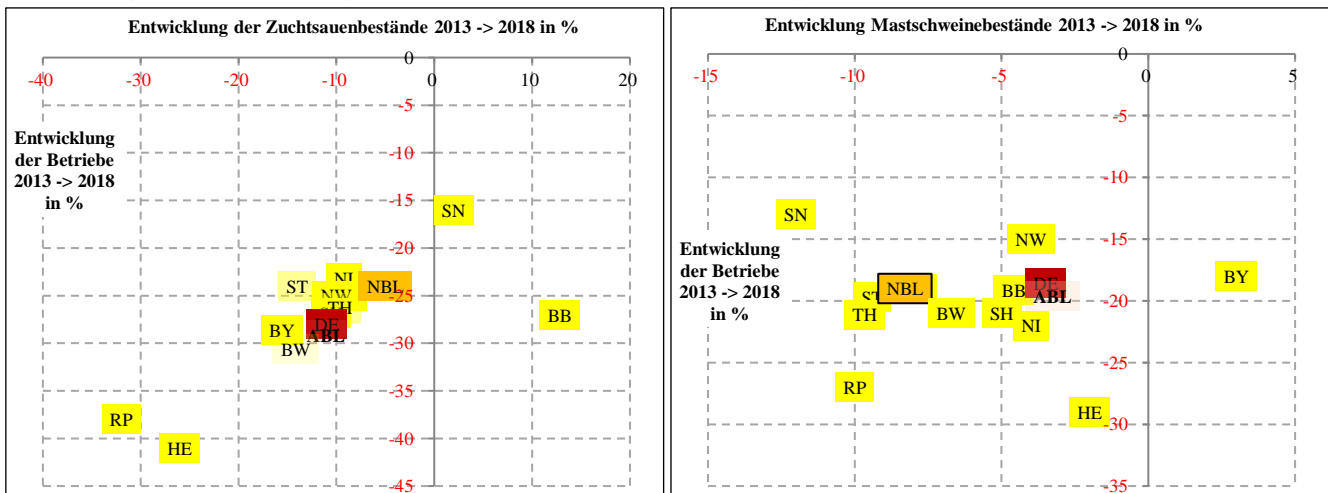 Entwicklung der Zuchtsauenbestände 2013 -> 2018 in %
-40
-30
-20
-10
0
0
10
20
-5
-10
-15
-20
-25
-30
-35
-40
-45
Entwicklung
der Betriebe
2013 -> 2018
in %
SN
NI
ST
NW
NBL
TH
BB
BY
DE
ABL
BW
RP
HE
Entwicklung Mastschweinebestände 2013 -> 2018 in %
-15
-10
-5
0
0
5
-5
-10
-15
-20
-25
-30
-35
Entwicklung
der Betriebe
2013 -> 2018
in %
SN
NW
BY
ST
NBL
BB
DE
ABL
TH
BW
SH
NI
RP
HE